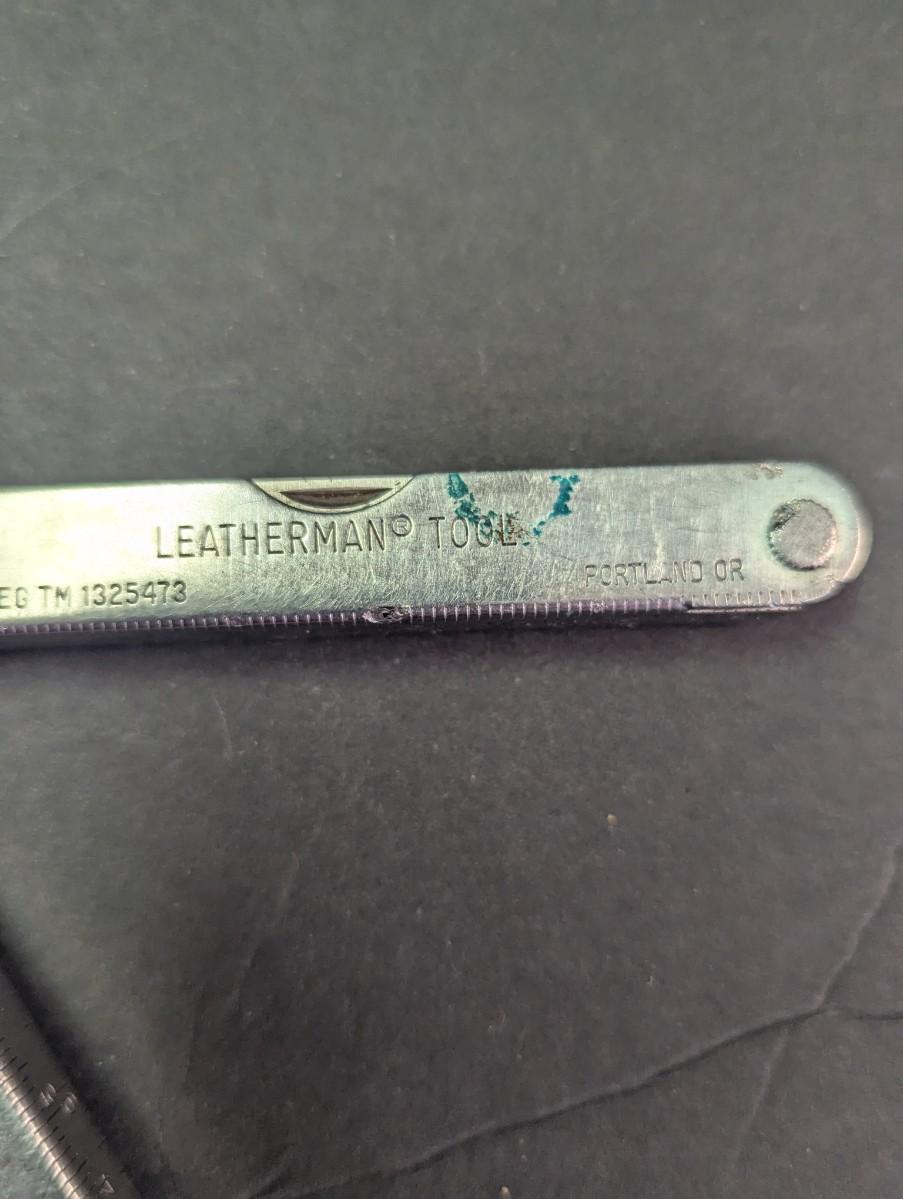 LEATHERMAN® TOOL
PORTLAND OR
EG TM 1325473